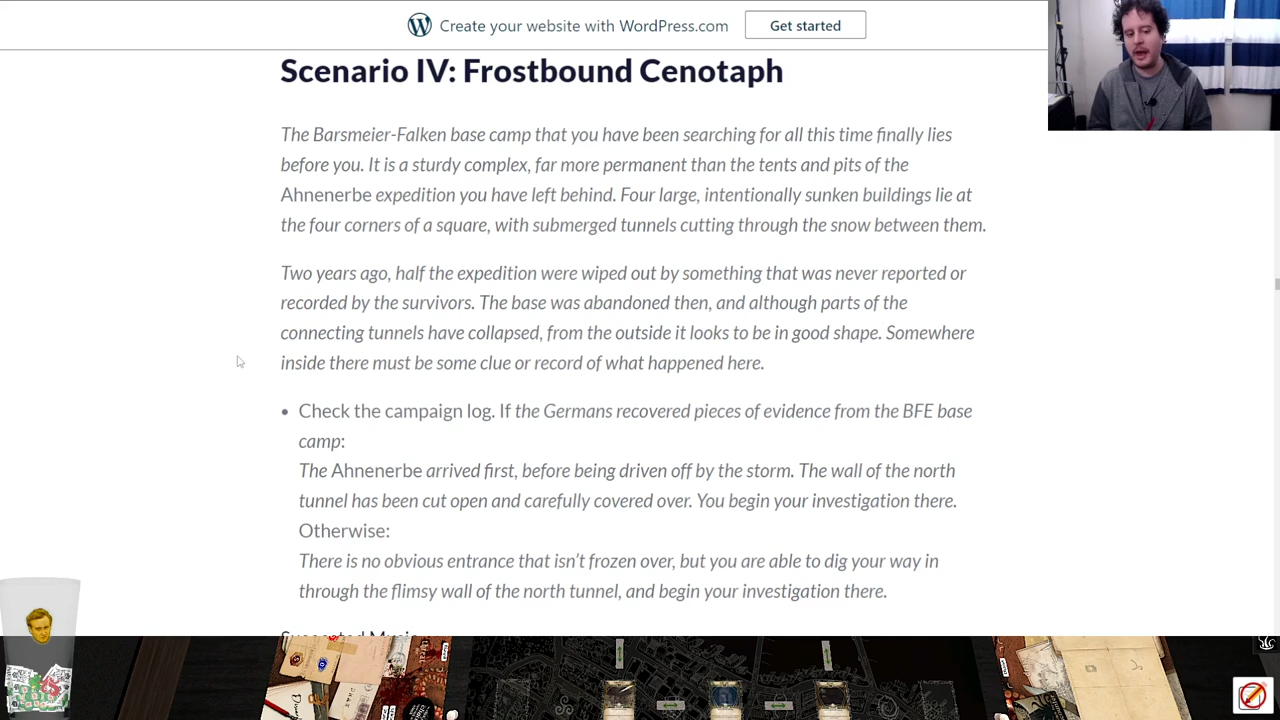 Create your website with WordPress.com
Get started
Scenario IV: Frostbound Cenotaph
The Barsmeier-Falken base camp that you have been searching for all this time finally lies
before you. It is a sturdy complex, far more permanent than the tents and pits of the
Ahnenerbe expedition you have left behind. Four large, intentionally sunken buildings lie at
the four corners of a square, with submerged tunnels cutting through the snow between them.
Two years ago, half the expedition were wiped out by something that was never reported or
recorded by the survivors. The base was abandoned then, and although parts of the
connecting tunnels have collapsed, from the outside it looks to be in good shape. Somewhere
inside there must be some clue or record of what happened here.
• Check the campaign log. If the Germans recovered pieces of evidence from the BFE base
camp:
The Ahnenerbe arrived first, before being driven off by the storm. The wall of the north
tunnel has been cut open and carefully covered over. You begin your investigation there.
Otherwise:
There is no obvious entrance that isn't frozen over, but you are able to dig your way in
through the flimsy wall of the north tunnel, and begin your investigation there.